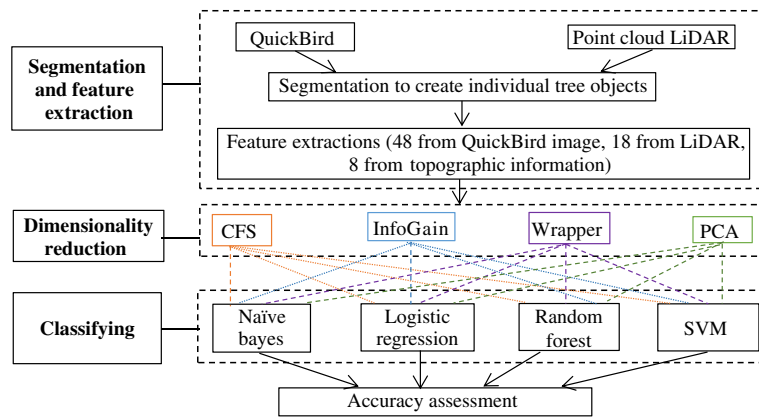 QuickBird
Point cloud LiDAR
Segmentation
and feature
extraction
Segmentation to create individual tree objects
Feature extractions (48 from QuickBird image, 18 from LiDAR,
8 from topographic information)
Dimensionality
reduction
CFS
InfoGain
Wrapper
PCA
Classifying
Naïve
bayes
Logistic
regression
Random
forest
SVM
Accuracy assessment